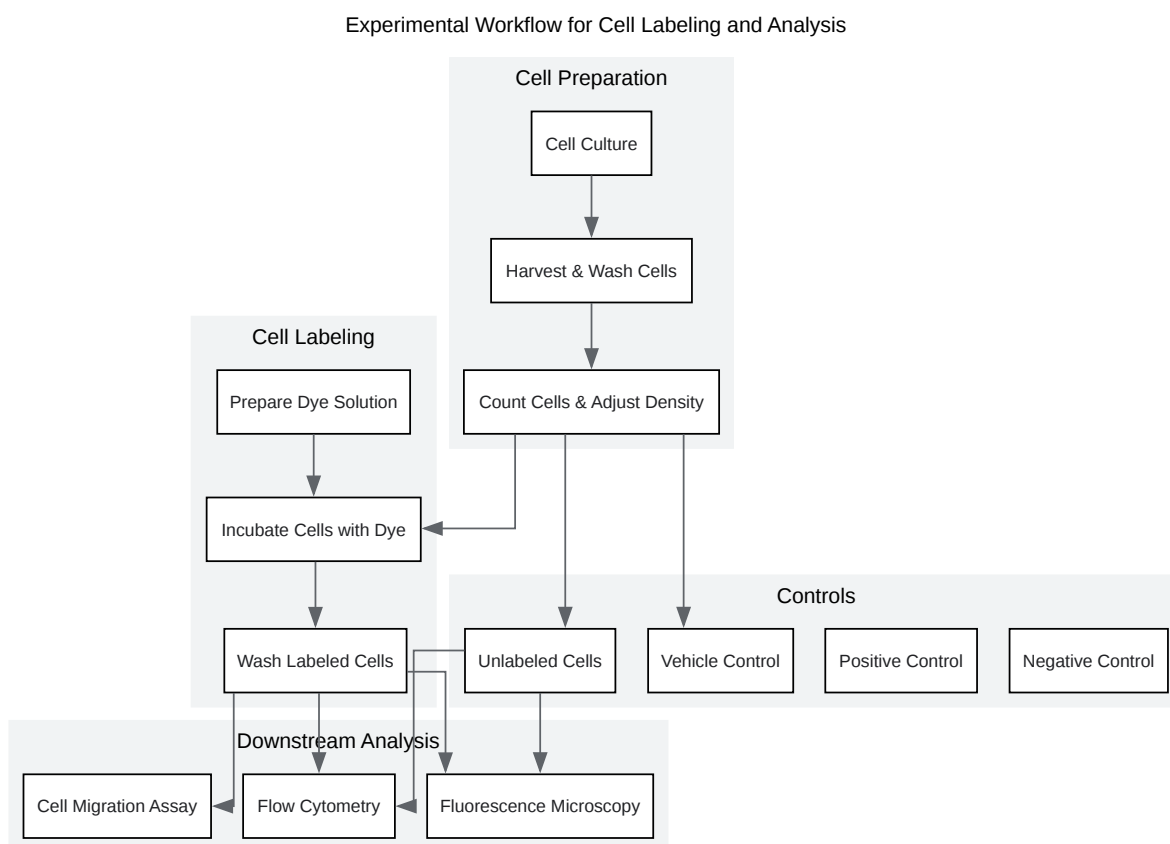 Experimental Workflow for Cell Labeling and Analysis
Cell Preparation
Cell Culture
Harvest & Wash Cells
Cell Labeling
Prepare Dye Solution
Count Cells & Adjust Density
Incubate Cells with Dye
Controls
Wash Labeled Cells
Unlabeled Cells
Vehicle Control
Positive Control
Negative Control
Downstream Analysis
Cell Migration Assay
Flow Cytometry
Fluorescence Microscopy